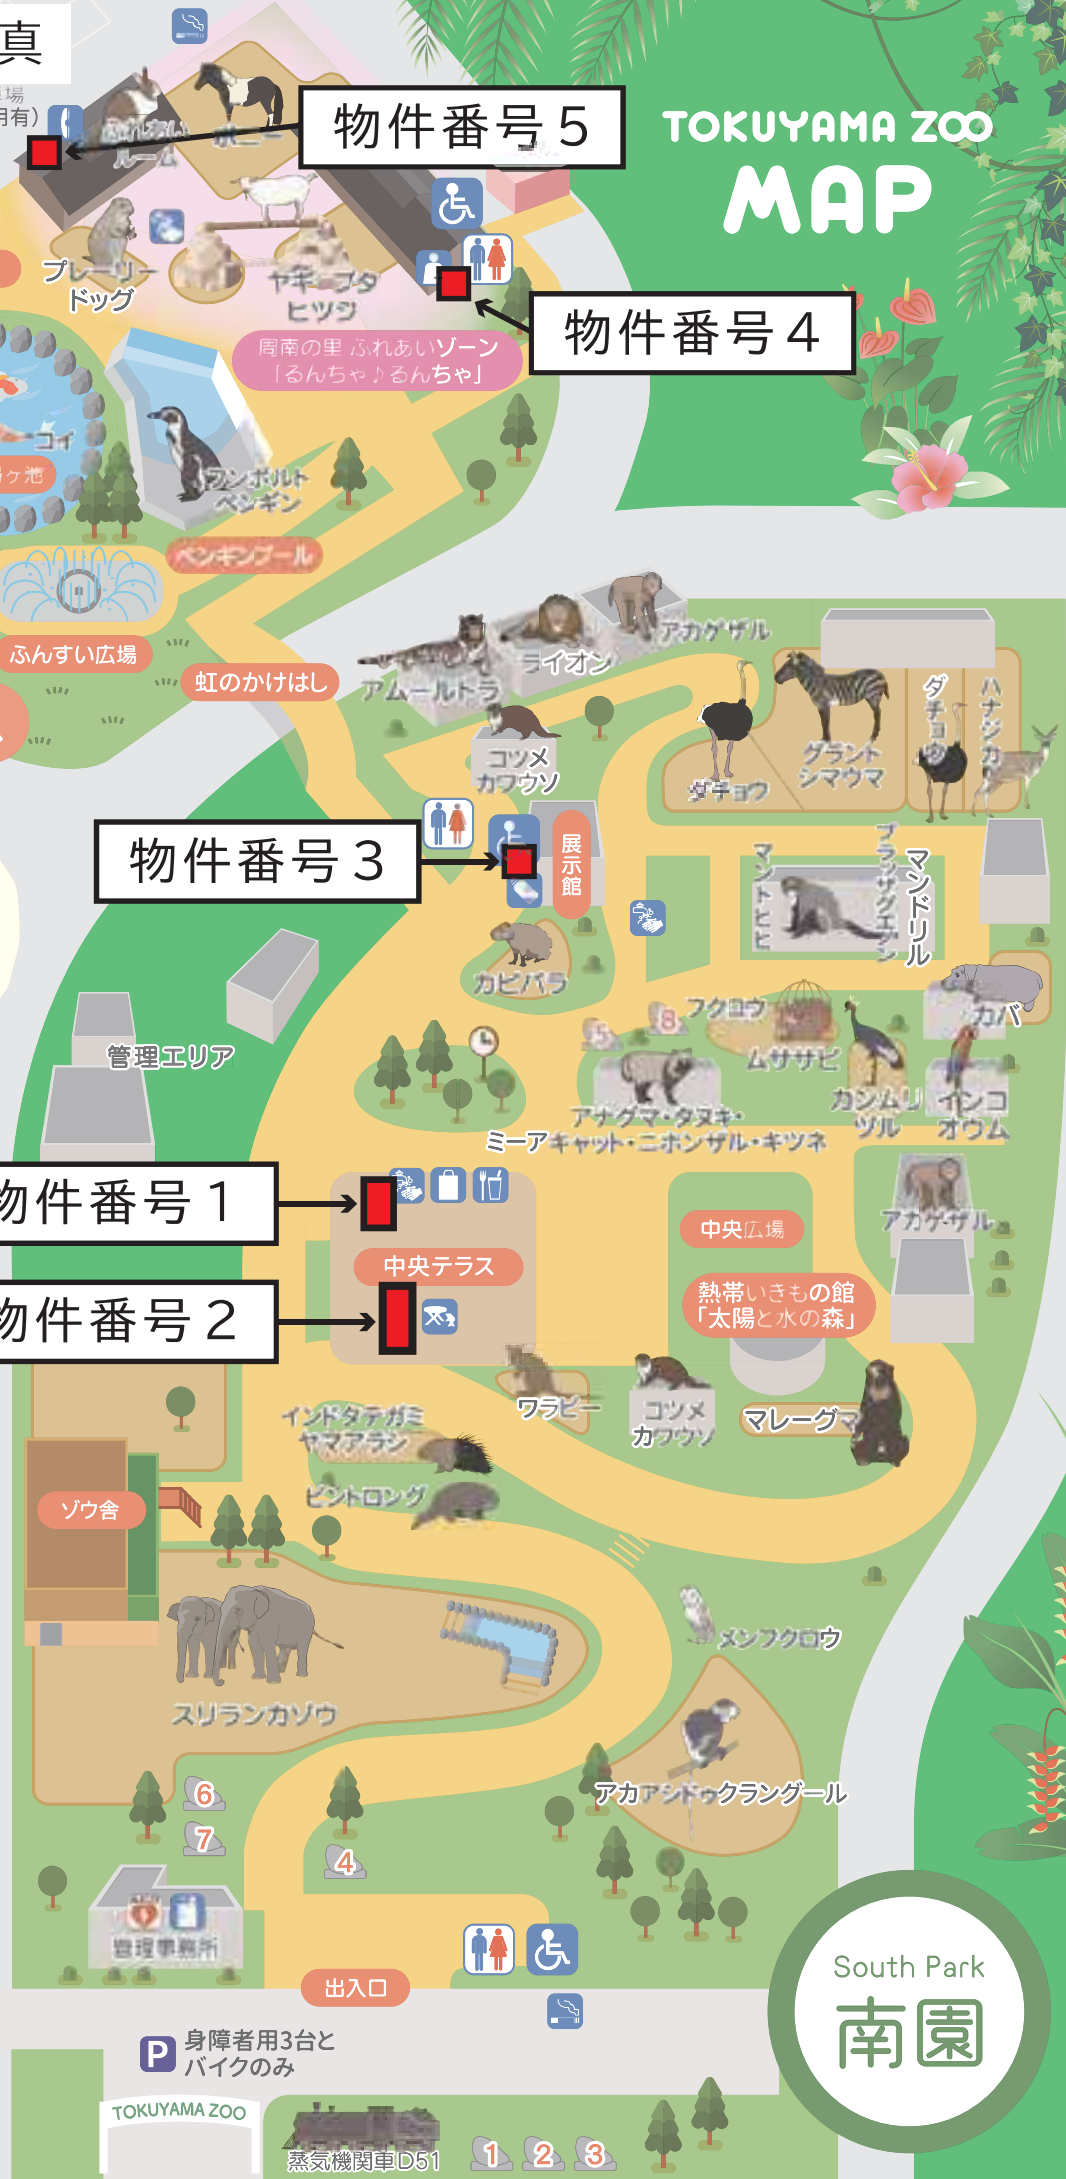 真
TOKUYAMA ZOO
MAP
場
用有)
物件番号5
ふれあい
ルーム
ポニー
プレーリー
ドッグ
ヤギ・ブタ
ヒツジ
物件番号4
周南の里 ふれあいゾーン
「るんちゃ♪るんちゃ」
コイ
ヶ池
フンボルト
ペンギン
ペンギンプール
ふんすい広場
虹のかけはし
アカゲザル
ライオン
アムールトラ
コツメ
カワウソ
ダチョウ
グラント
シマウマ
ダチョウ
ハナジカ
物件番号3
展示館
マントヒヒ
ブラッザグエノン
マンドリル
カピバラ
カバ
フクロウ
5
8
ムササビ
管理エリア
カンムリ
ヅル
インコ
オウム
アナグマ・タヌキ・
ミーアキャット・ニホンザル・キツネ
物件番号1
アカゲザル
中央広場
中央テラス
熱帯いきもの館
「太陽と水の森」
物件番号2
ワラビー
コツメ
カワウソ
マレーグマ
インドタテガミ
ヤマアラシ
ビントロング
ゾウ舎
メンフクロウ
スリランカゾウ
アカアシドゥクラングール
6
7
4
管理事務所
出入口
South Park
南園
P
身障者用3台と
バイクのみ
TOKUYAMA ZOO
蒸気機関車D51
1
2
3